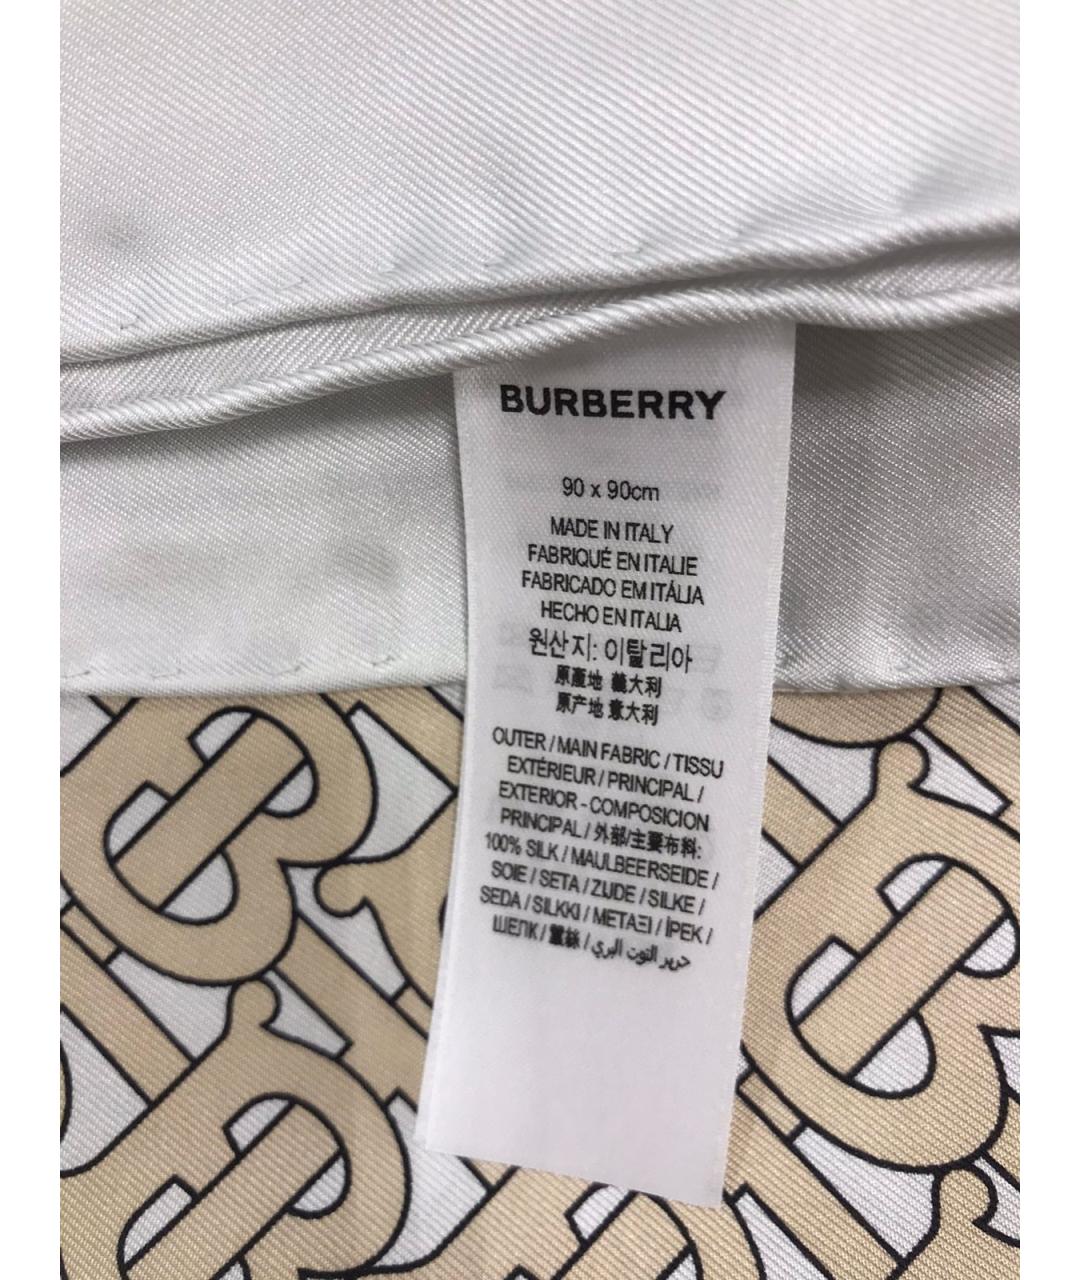 BURBERRY
90 x 90cm
MADE IN ITALY
FABRIQUÉ EN ITALIE
FABRICADO EM ITÁLIA
HECHO EN ITALIA
원산지: 이탈리아
原產地 義大利
原产地 意大利
OUTER / MAIN FABRIC / TISSU
EXTÉRIEUR / PRINCIPAL /
EXTERIOR - COMPOSICION
PRINCIPAL / 外部/主要布料:
100% SILK / MAULBEERSEIDE /
SOIE / SETA / ZIJDE / SILKE /
SEDA / SILKKI / ΜΕΤΑΞΙ / İPEK /
ШЕЛК / 蠶絲 / حرير التوت البري